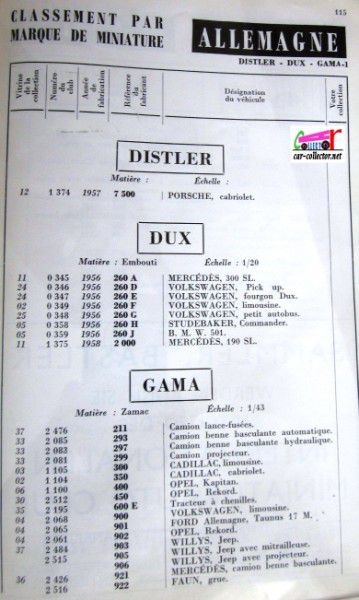 CLASSEMENT PAR
MARQUE DE MINIATURE
115
ALLEMAGNE
DISTLER - DUX - GAMA-1
Vitrine de la collection
Numéro du club
Année de fabrication
Référence du fabricant
Désignation du véhicule
Votre collection
car-collector.net
DISTLER
Matière : Échelle :
12 1 374 1957 7 500 PORSCHE, cabriolet.
DUX
Matière : Embouti Échelle : 1/20
11 0 345 1956 260 A MERCÉDÈS, 300 SL.
24 0 346 1956 260 D VOLKSWAGEN, Pick up.
24 0 347 1956 260 E VOLKSWAGEN, fourgon Dux.
02 0 349 1956 260 F VOLKSWAGEN, limousine.
25 0 348 1956 260 G VOLKSWAGEN, petit autobus.
05 0 358 1956 260 H STUDEBAKER, Commander.
05 0 359 1956 260 J B. M. W. 501.
11 1 375 1958 2 000 MERCÉDÈS, 190 SL.
GAMA
Matière : Zamac Échelle : 1/43
37 2 476 211 Camion lance-fusées.
33 2 085 293 Camion benne basculante automatique.
33 2 083 297 Camion benne basculante hydraulique.
33 2 081 299 Camion projecteur.
03 1 105 300 CADILLAC, limousine.
02 1 104 350 CADILLAC, cabriolet.
06 1 100 400 OPEL, Kapitan.
30 2 512 450 OPEL, Rekord.
35 2 195 600 E Tracteur à chenilles.
04 2 068 900 VOLKSWAGEN, limousine.
04 2 065 901 FORD Allemagne, Taunus 17 M.
04 2 061 902 OPEL, Rekord.
37 2 484 903 WILLYS, Jeep.
2 515 905 WILLYS, Jeep avec mitrailleuse.
906 WILLYS, Jeep avec projecteur.
36 2 426 921 MERCÉDÈS, camion benne basculante.
2 516 922 FAUN, grue.